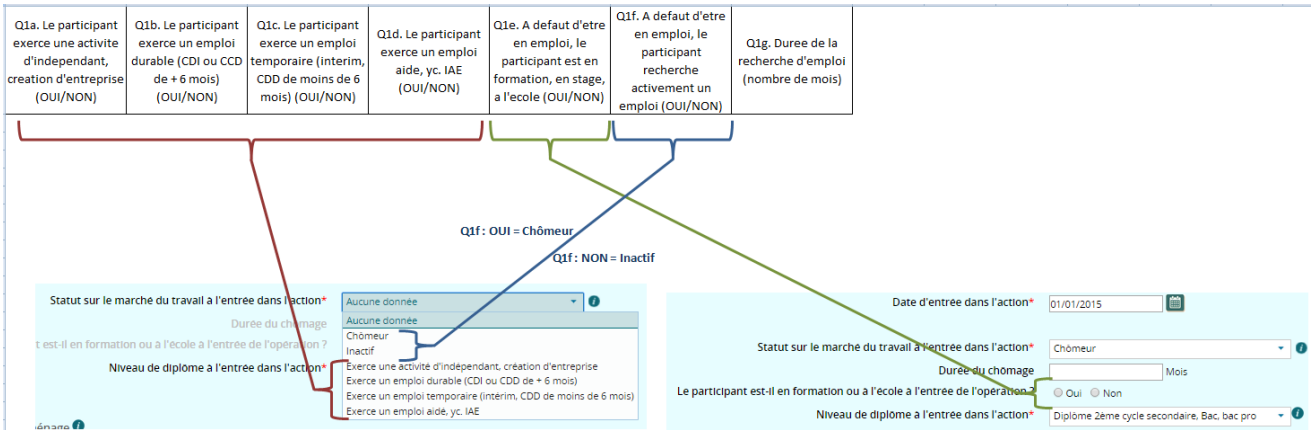 Q1a. Le participant
exerce une activite
d'independant,
creation d'entreprise
(OUI/NON)
Q1b. Le participant
exerce un emploi
durable (CDI ou CCD
de + 6 mois)
(OUI/NON)
Q1c. Le participant
exerce un emploi
temporaire (interim,
CDD de moins de 6
mois) (OUI/NON)
Q1d. Le participant
exerce un emploi
aide, yc. IAE
(OUI/NON)
Q1e. A defaut d'etre
en emploi, le
participant est en
formation, en stage,
a l'ecole (OUI/NON)
Q1f. A defaut d'etre
en emploi, le
participant
recherche
activement un
emploi (OUI/NON)
Q1g. Duree de la
recherche d'emploi
(nombre de mois)
Q1f : OUI = Chômeur
Q1f : NON = Inactif
Statut sur le marché du travail à l'entrée dans l'action*
Aucune donnée
Durée du chômage
Aucune donnée
Chômeur
t est-il en formation ou à l'école à l'entrée de l'opération ?
Inactif
Niveau de diplôme à l'entrée dans l'action*
Exerce une activité d'indépendant, création d'entreprise
Exerce un emploi durable (CDI ou CDD de + 6 mois)
Exerce un emploi temporaire (intérim, CDD de moins de 6 mois)
Exerce un emploi aidé, yc. IAE
énage
Date d'entrée dans l'action* 01/01/2015
Statut sur le marché du travail à l'entrée dans l'action* Chômeur
Durée du chômage Mois
Le participant est-il en formation ou à l'école à l'entrée de l'opération ? Oui Non
Niveau de diplôme à l'entrée dans l'action* Diplôme 2ème cycle secondaire, Bac, bac pro